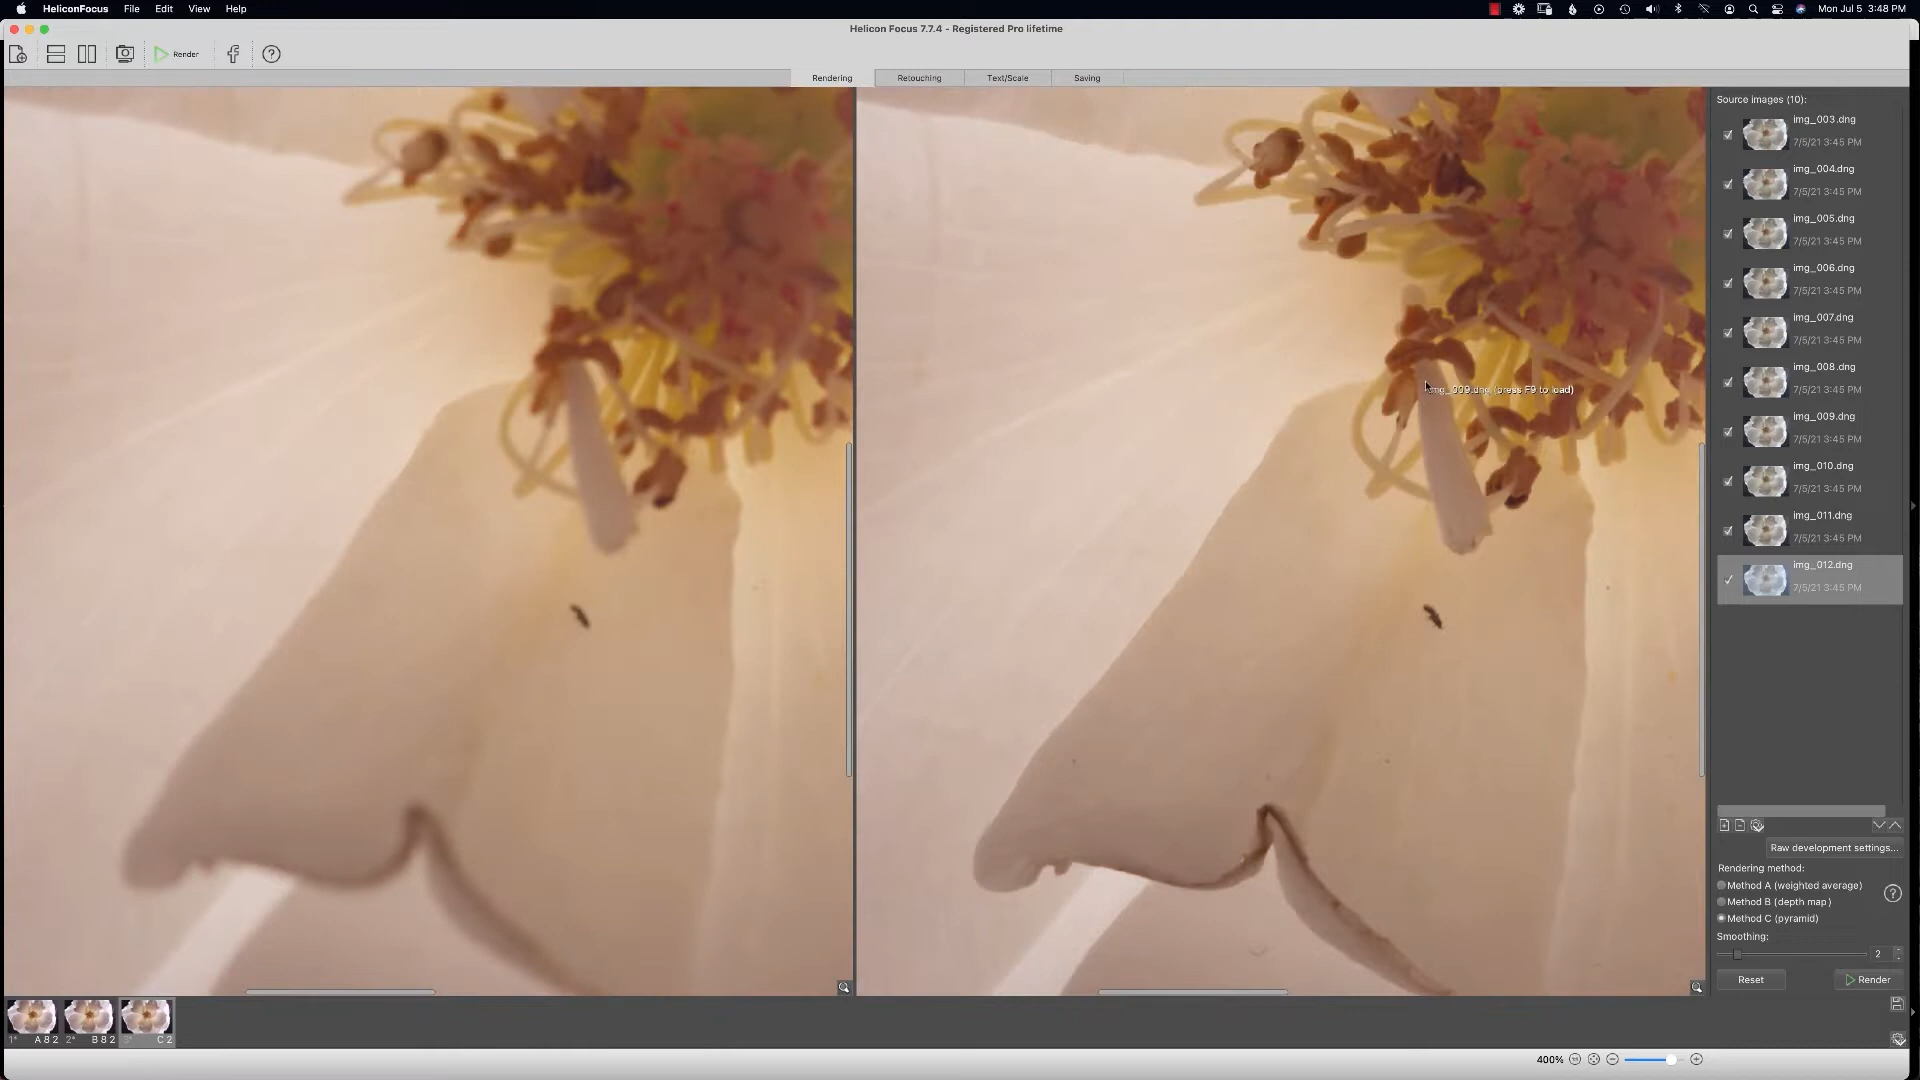 HeliconFocus File Edit View Help
Mon Jul 5 3:48 PM
Helicon Focus 7.7.4 - Registered Pro lifetime
Render
Rendering Retouching Text/Scale Saving
Source images (10):
img_003.dng
7/5/21 3:45 PM
img_004.dng
7/5/21 3:45 PM
img_005.dng
7/5/21 3:45 PM
img_006.dng
7/5/21 3:45 PM
img_007.dng
7/5/21 3:45 PM
img_008.dng
7/5/21 3:45 PM
img_009.dng (press F9 to load)
img_009.dng
7/5/21 3:45 PM
img_010.dng
7/5/21 3:45 PM
img_011.dng
7/5/21 3:45 PM
img_012.dng
7/5/21 3:45 PM
Raw development settings...
Rendering method:
Method A (weighted average)
Method B (depth map)
Method C (pyramid)
Smoothing:
2
Reset Render
1* A 8 2 2* B 8 2 3* C 2
400%